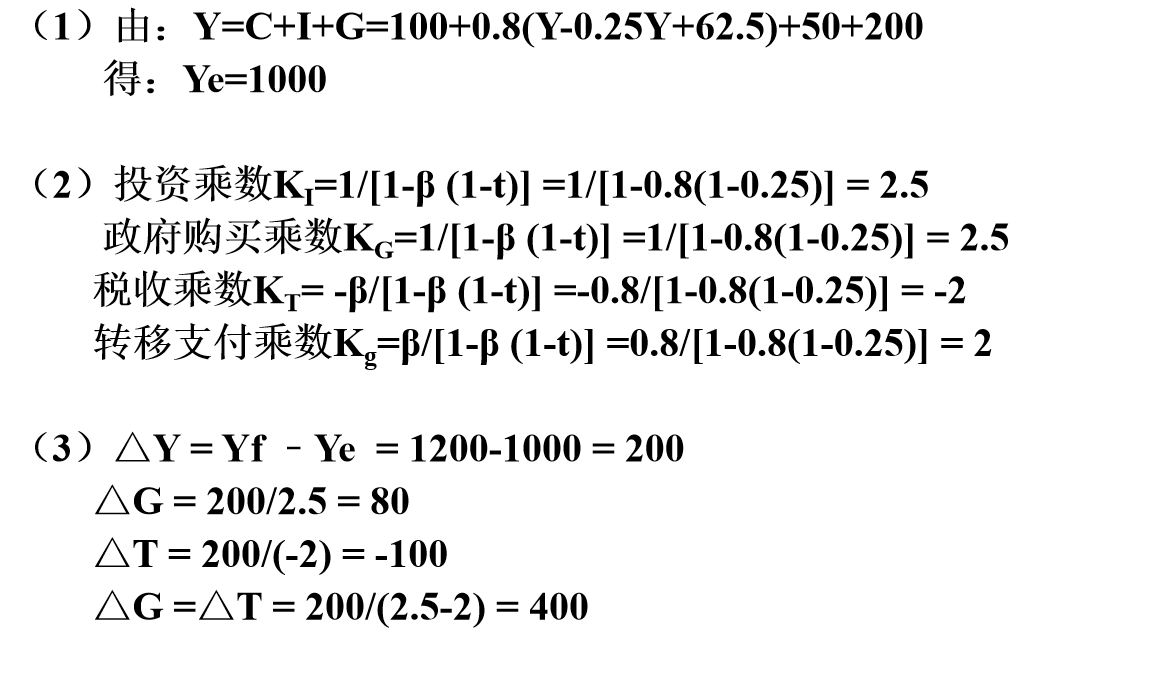 （1）由：Y=C+I+G=100+0.8(Y-0.25Y+62.5)+50+200
得：Ye=1000
（2）投资乘数KI=1/[1-β (1-t)] =1/[1-0.8(1-0.25)] = 2.5
政府购买乘数KG=1/[1-β (1-t)] =1/[1-0.8(1-0.25)] = 2.5
税收乘数KT= -β/[1-β (1-t)] =-0.8/[1-0.8(1-0.25)] = -2
转移支付乘数Kg=β/[1-β (1-t)] =0.8/[1-0.8(1-0.25)] = 2
（3）△Y = Yf － Ye = 1200-1000 = 200
△G = 200/2.5 = 80
△T = 200/(-2) = -100
△G =△T = 200/(2.5-2) = 400